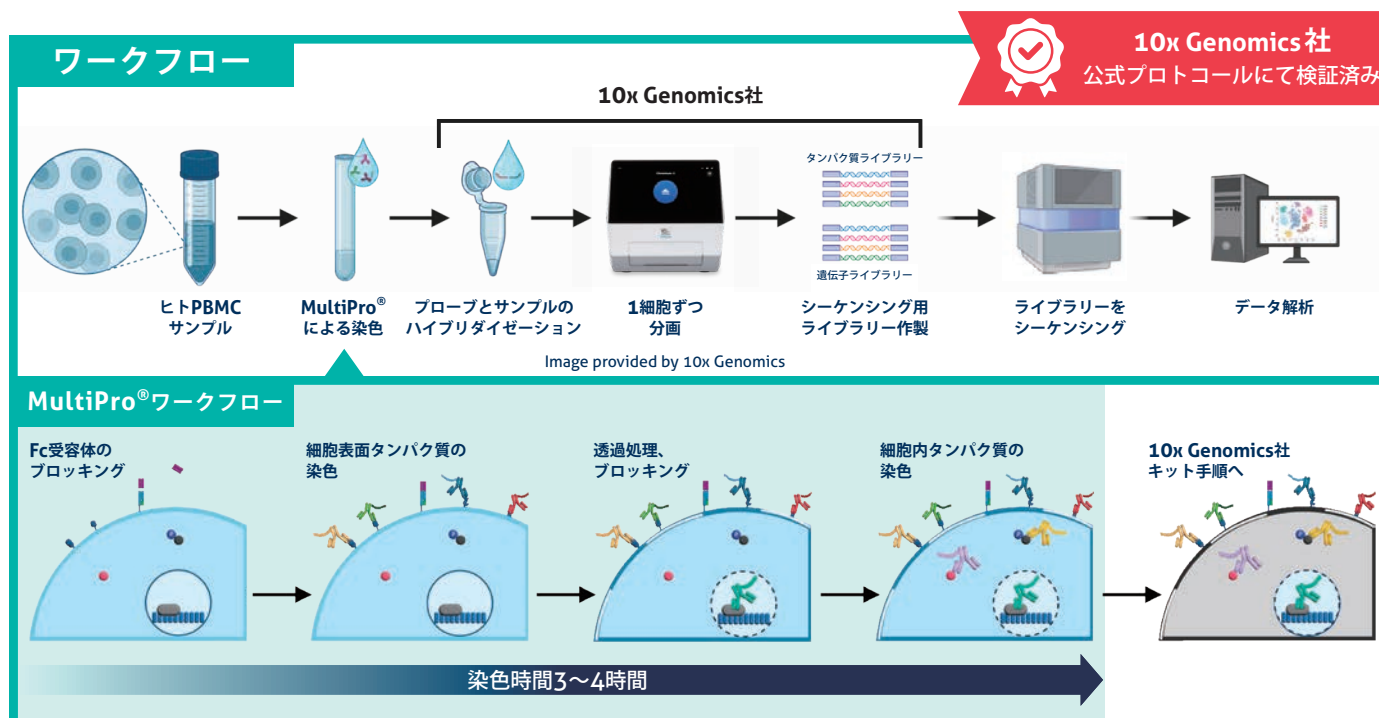 ワークフロー
10x Genomics社
公式プロトコールにて検証済み
10x Genomics社
タンパク質ライブラリー
遺伝子ライブラリー
ヒトPBMC
サンプル
MultiPro®
による染色
プローブとサンプルの
ハイブリダイゼーション
1細胞ずつ
分画
シーケンシング用
ライブラリー作製
ライブラリーを
シーケンシング
データ解析
Image provided by 10x Genomics
MultiPro®ワークフロー
Fc受容体の
ブロッキング
細胞表面タンパク質の
染色
透過処理、
ブロッキング
細胞内タンパク質の
染色
10x Genomics社
キット手順へ
染色時間3〜4時間